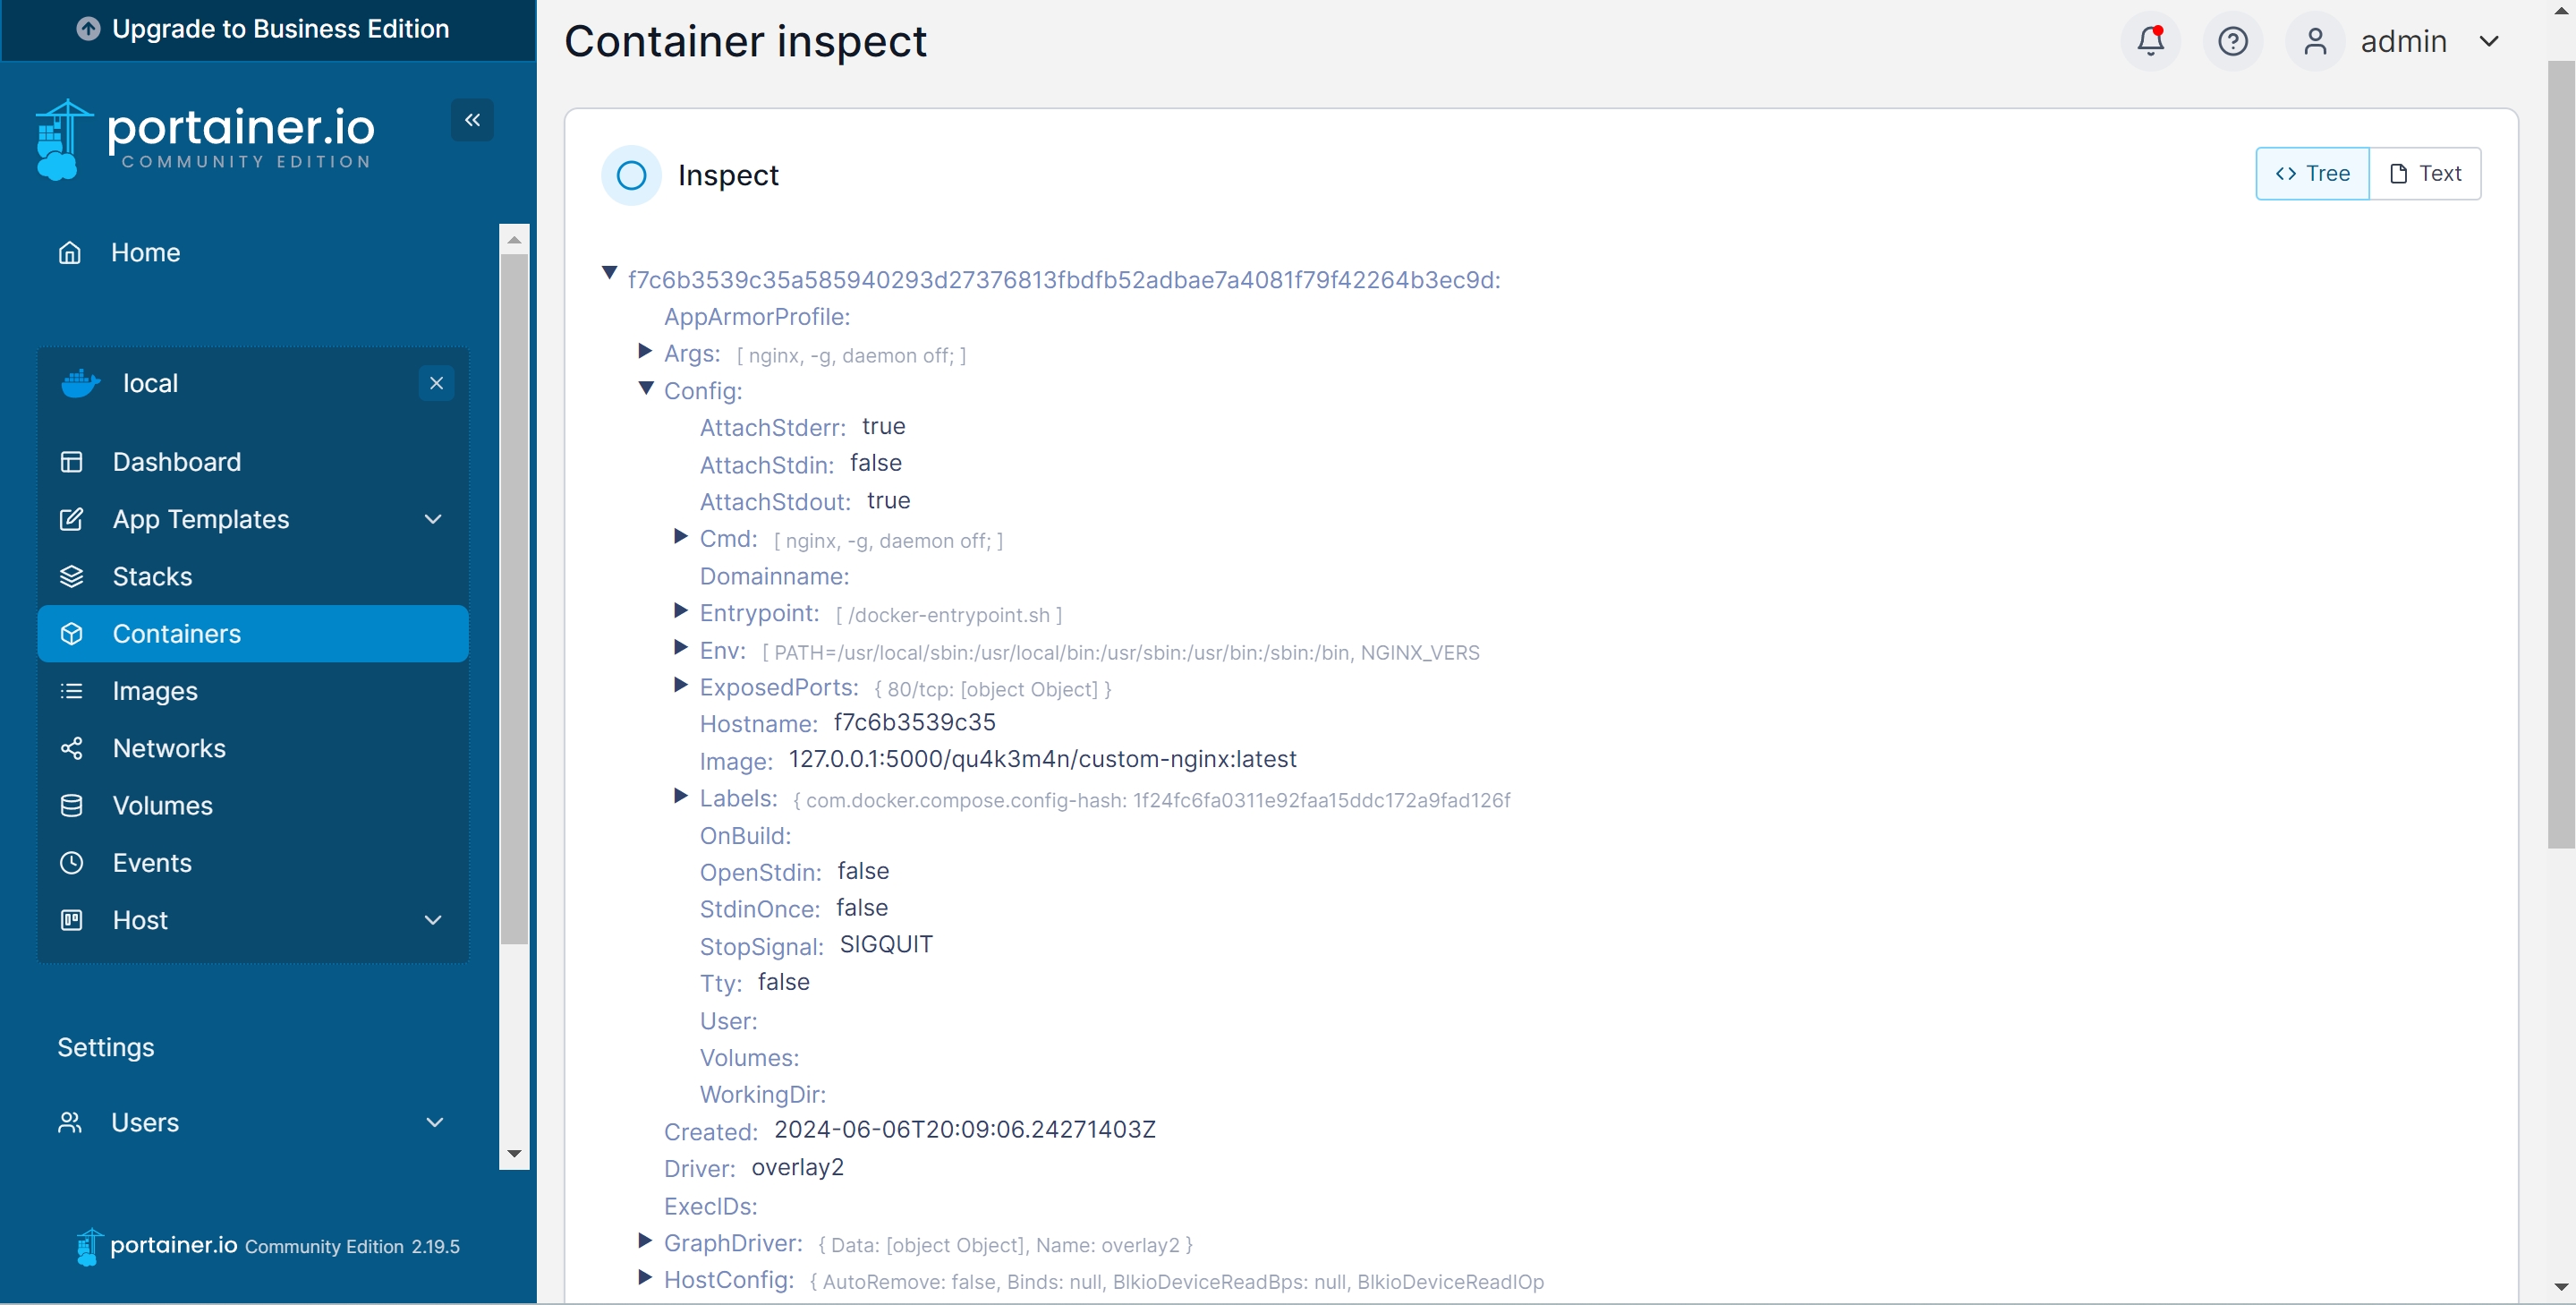 Upgrade to Business Edition
portainer.io
COMMUNITY EDITION
Home
local
Dashboard
App Templates
Stacks
Containers
Images
Networks
Volumes
Events
Host
Settings
Users
portainer.io Community Edition 2.19.5
Container inspect
admin
Inspect
Tree
Text
f7c6b3539c35a585940293d27376813fbdfb52adbae7a4081f79f42264b3ec9d:
AppArmorProfile:
Args: [ nginx, -g, daemon off; ]
Config:
AttachStderr: true
AttachStdin: false
AttachStdout: true
Cmd: [ nginx, -g, daemon off; ]
Domainname:
Entrypoint: [ /docker-entrypoint.sh ]
Env: [ PATH=/usr/local/sbin:/usr/local/bin:/usr/sbin:/usr/bin:/sbin:/bin, NGINX_VERS
ExposedPorts: { 80/tcp: [object Object] }
Hostname: f7c6b3539c35
Image: 127.0.0.1:5000/qu4k3m4n/custom-nginx:latest
Labels: { com.docker.compose.config-hash: 1f24fc6fa0311e92faa15ddc172a9fad126f
OnBuild:
OpenStdin: false
StdinOnce: false
StopSignal: SIGQUIT
Tty: false
User:
Volumes:
WorkingDir:
Created: 2024-06-06T20:09:06.24271403Z
Driver: overlay2
ExecIDs:
GraphDriver: { Data: [object Object], Name: overlay2 }
HostConfig: { AutoRemove: false, Binds: null, BlkioDeviceReadBps: null, BlkioDeviceReadIOp